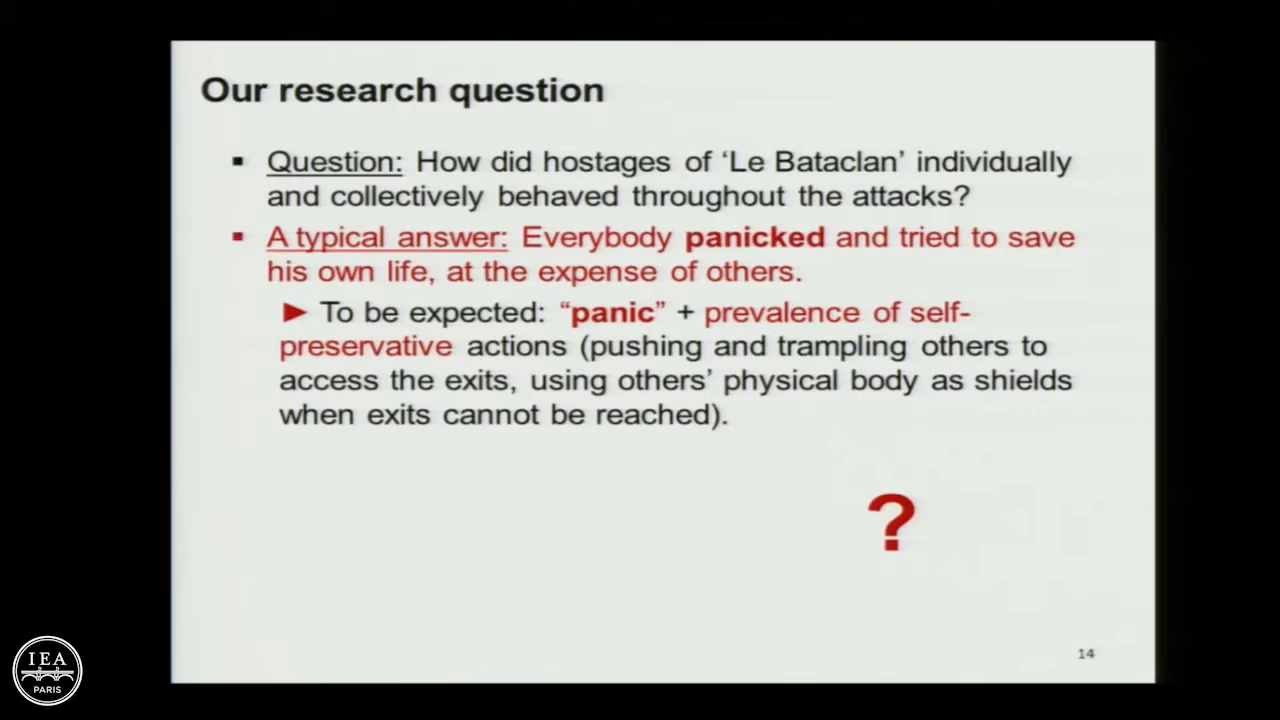 Our research question
▪ Question: How did hostages of ‘Le Bataclan’ individually
and collectively behaved throughout the attacks?
▪ A typical answer: Everybody panicked and tried to save
his own life, at the expense of others.
► To be expected: “panic” + prevalence of self-
preservative actions (pushing and trampling others to
access the exits, using others’ physical body as shields
when exits cannot be reached).
?
14
IEA
PARIS